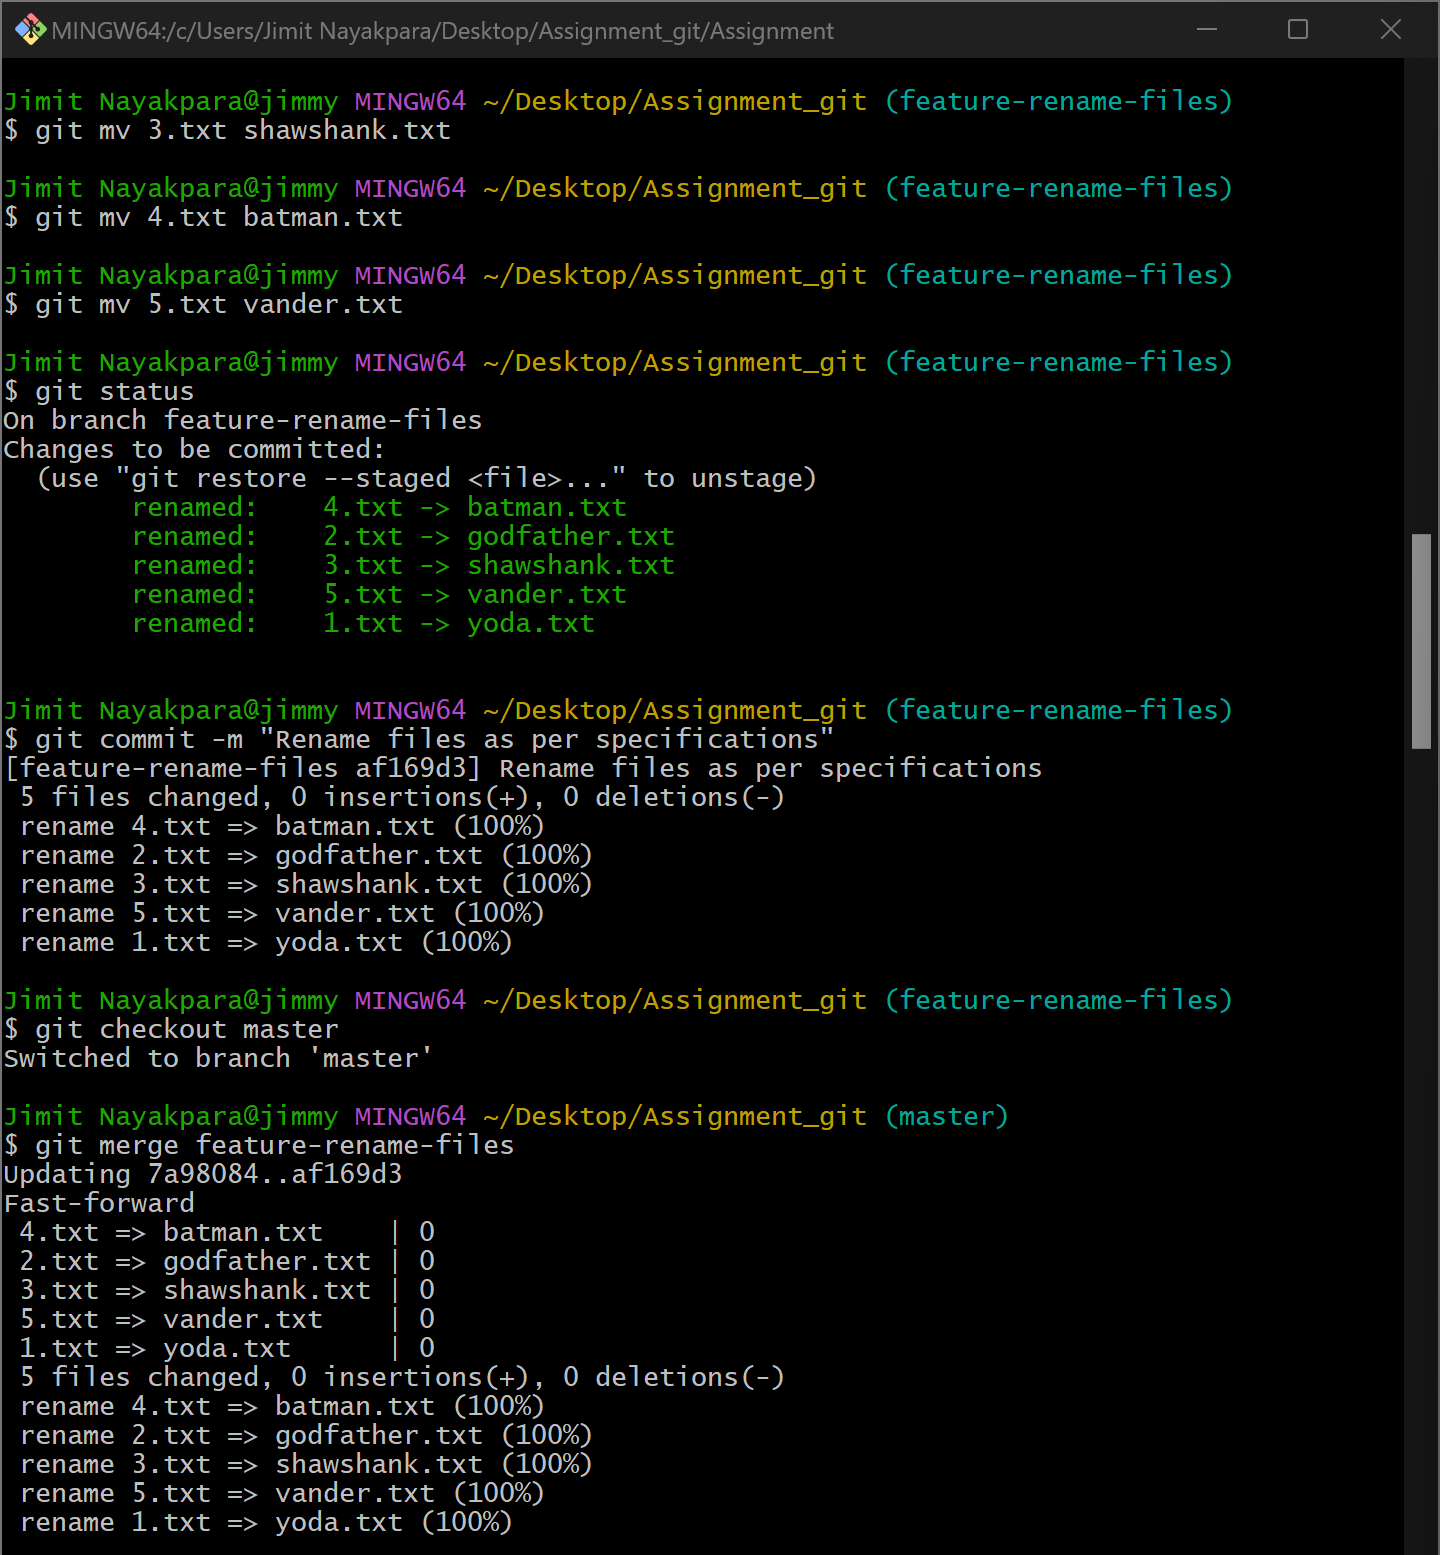 MINGW64:/c/Users/Jimit Nayakpara/Desktop/Assignment_git/Assignment
Jimit Nayakpara@jimmy MINGW64 ~/Desktop/Assignment_git (feature-rename-files)
$ git mv 3.txt shawshank.txt
Jimit Nayakpara@jimmy MINGW64 ~/Desktop/Assignment_git (feature-rename-files)
$ git mv 4.txt batman.txt
Jimit Nayakpara@jimmy MINGW64 ~/Desktop/Assignment_git (feature-rename-files)
$ git mv 5.txt vander.txt
Jimit Nayakpara@jimmy MINGW64 ~/Desktop/Assignment_git (feature-rename-files)
$ git status
On branch feature-rename-files
Changes to be committed:
  (use "git restore --staged <file>..." to unstage)
        renamed:    4.txt -> batman.txt
        renamed:    2.txt -> godfather.txt
        renamed:    3.txt -> shawshank.txt
        renamed:    5.txt -> vander.txt
        renamed:    1.txt -> yoda.txt
Jimit Nayakpara@jimmy MINGW64 ~/Desktop/Assignment_git (feature-rename-files)
$ git commit -m "Rename files as per specifications"
[feature-rename-files af169d3] Rename files as per specifications
 5 files changed, 0 insertions(+), 0 deletions(-)
 rename 4.txt => batman.txt (100%)
 rename 2.txt => godfather.txt (100%)
 rename 3.txt => shawshank.txt (100%)
 rename 5.txt => vander.txt (100%)
 rename 1.txt => yoda.txt (100%)
Jimit Nayakpara@jimmy MINGW64 ~/Desktop/Assignment_git (feature-rename-files)
$ git checkout master
Switched to branch 'master'
Jimit Nayakpara@jimmy MINGW64 ~/Desktop/Assignment_git (master)
$ git merge feature-rename-files
Updating 7a98084..af169d3
Fast-forward
 4.txt => batman.txt    | 0
 2.txt => godfather.txt | 0
 3.txt => shawshank.txt | 0
 5.txt => vander.txt    | 0
 1.txt => yoda.txt      | 0
 5 files changed, 0 insertions(+), 0 deletions(-)
 rename 4.txt => batman.txt (100%)
 rename 2.txt => godfather.txt (100%)
 rename 3.txt => shawshank.txt (100%)
 rename 5.txt => vander.txt (100%)
 rename 1.txt => yoda.txt (100%)